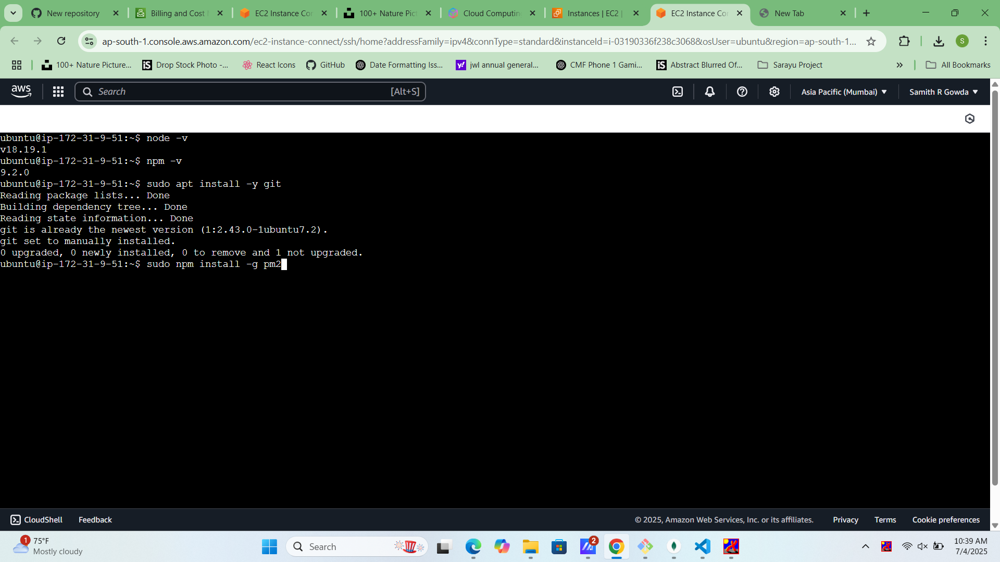 New repository
Billing and Cost
EC2 Instance Cor
100+ Nature Pict
Cloud Computing
Instances | EC2 |
EC2 Instance Cor
New Tab
ap-south-1.console.aws.amazon.com/ec2-instance-connect/ssh/home?addressFamily=ipv4&connType=standard&instanceId=i-03190336f238c3068&osUser=ubuntu&region=ap-south-1...
S
100+ Nature Picture...
Drop Stock Photo -...
React Icons
GitHub
Date Formatting Iss...
jwl annual general...
CMF Phone 1 Gami...
Abstract Blurred Of...
Sarayu Project
All Bookmarks
aws
Search
[Alt+S]
Asia Pacific (Mumbai)
Samith R Gowda
ubuntu@ip-172-31-9-51:~$ node -v
v18.19.1
ubuntu@ip-172-31-9-51:~$ npm -v
9.2.0
ubuntu@ip-172-31-9-51:~$ sudo apt install -y git
Reading package lists... Done
Building dependency tree... Done
Reading state information... Done
git is already the newest version (1:2.43.0-1ubuntu7.2).
git set to manually installed.
0 upgraded, 0 newly installed, 0 to remove and 1 not upgraded.
ubuntu@ip-172-31-9-51:~$ sudo npm install -g pm2
CloudShell
Feedback
© 2025, Amazon Web Services, Inc. or its affiliates.
Privacy
Terms
Cookie preferences
1
75°F
Mostly cloudy
Search
2
10:39 AM
7/4/2025